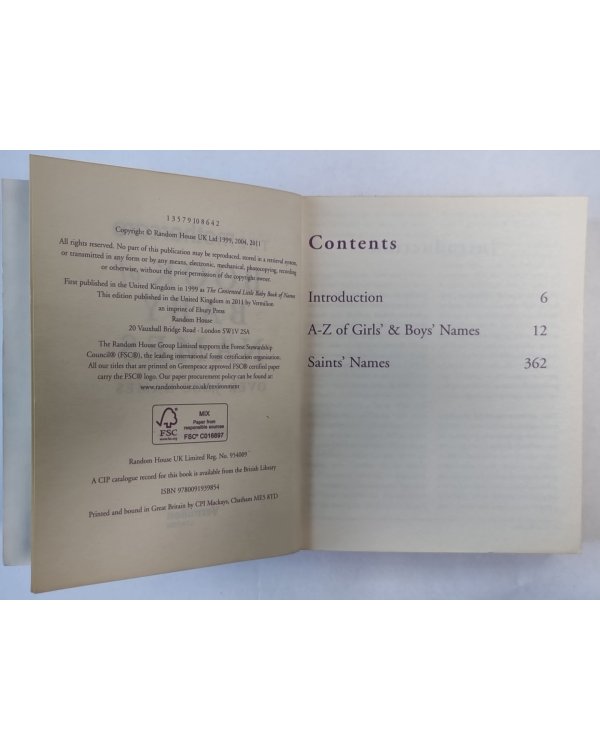 1 3 5 7 9 10 8 6 4 2
Copyright © Random House UK Ltd 1999, 2004, 2011
All rights reserved. No part of this publication may be reproduced, stored in a retrieval system,
or transmitted in any form or by any means, electronic, mechanical, photocopying, recording
or otherwise, without the prior permission of the copyright owner.
First published in the United Kingdom in 1999 as The Contented Little Baby Book of Names
This edition published in the United Kingdom in 2011 by Vermilion
an imprint of Ebury Press
Random House
20 Vauxhall Bridge Road · London SW1V 2SA
The Random House Group Limited supports the Forest Stewardship
Council® (FSC®), the leading international forest certification organisation.
All our titles that are printed on Greenpeace approved FSC® certified paper
carry the FSC® logo. Our paper procurement policy can be found at:
www.randomhouse.co.uk/environment
FSC
www.fsc.org
MIX
Paper from
responsible sources
FSC® C016897
Random House UK Limited Reg. No. 954009
A CIP catalogue record for this book is available from the British Library
ISBN 9780091939854
Printed and bound in Great Britain by CPI Mackays, Chatham ME5 8TD
Contents
Introduction 6
A-Z of Girls' & Boys' Names 12
Saints' Names 362